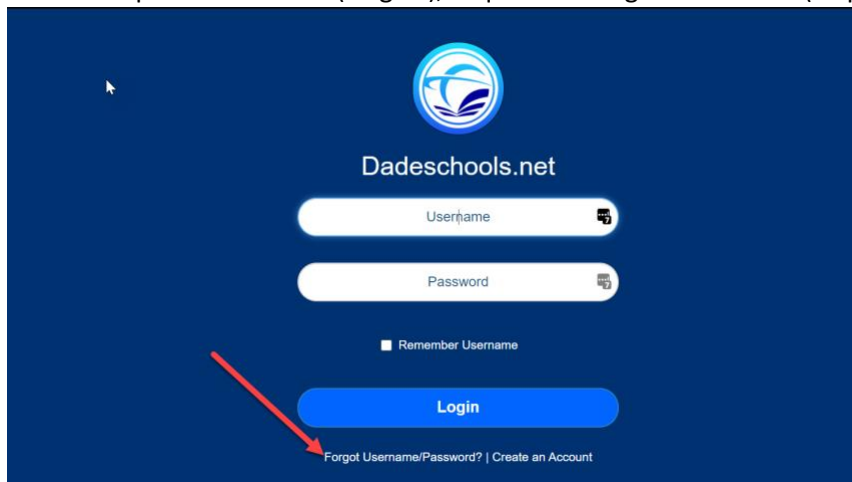 Dadeschools.net
Username
Password
Remember Username
Login
Forgot Username/Password? | Create an Account